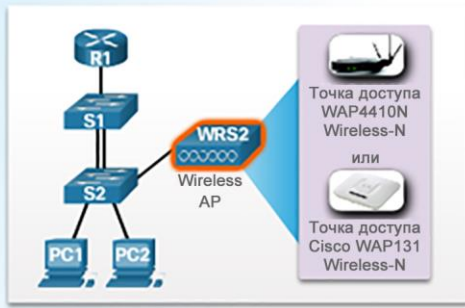 R1
S1
WRS2
Wireless
AP
S2
PC1
PC2
Точка доступа
WAP4410N
Wireless-N
или
Точка доступа
Cisco WAP131
Wireless-N